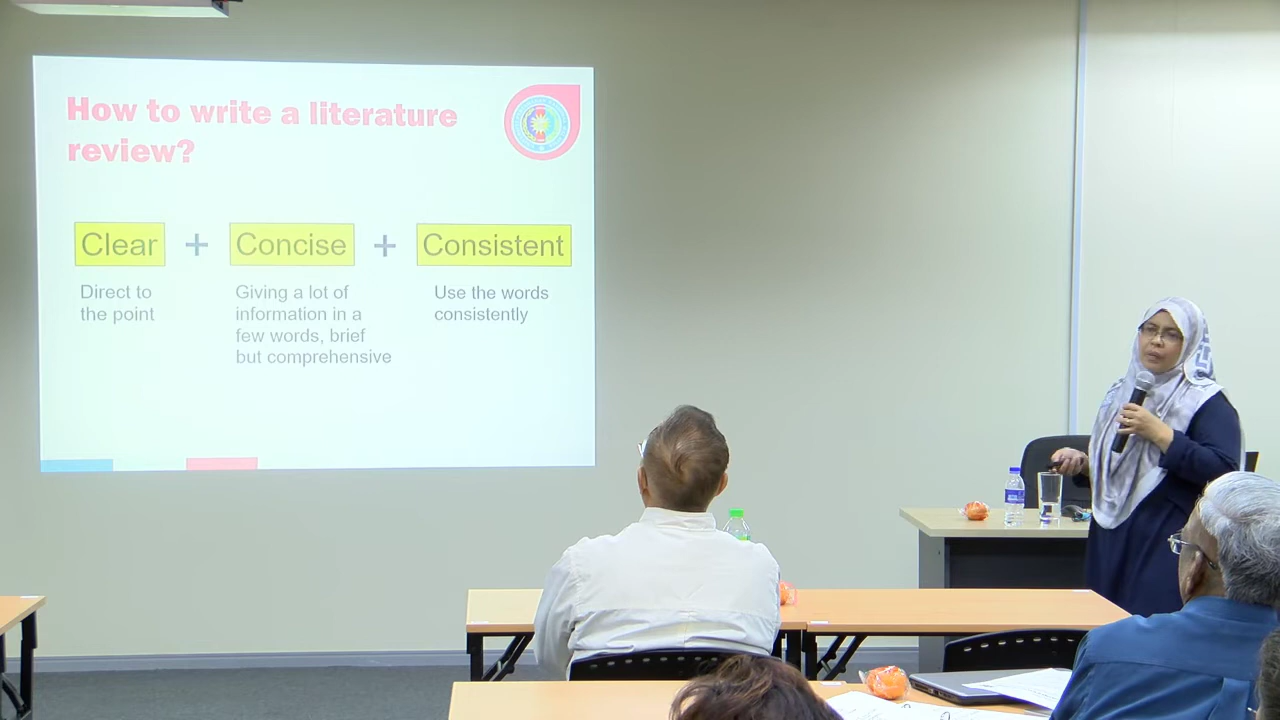 How to write a literature
review?
Clear + Concise + Consistent
Direct to
the point
Giving a lot of
information in a
few words, brief
but comprehensive
Use the words
consistently